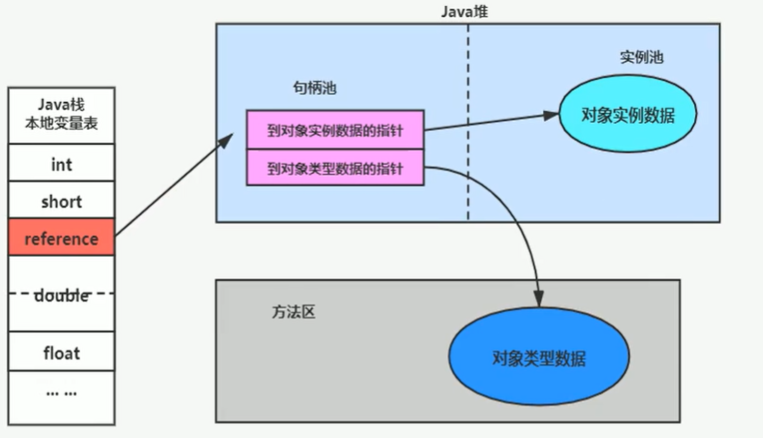 Java堆
实例池
句柄池
到对象实例数据的指针
到对象类型数据的指针
对象实例数据
Java栈
本地变量表
int
short
reference
double
float
... ...
方法区
对象类型数据